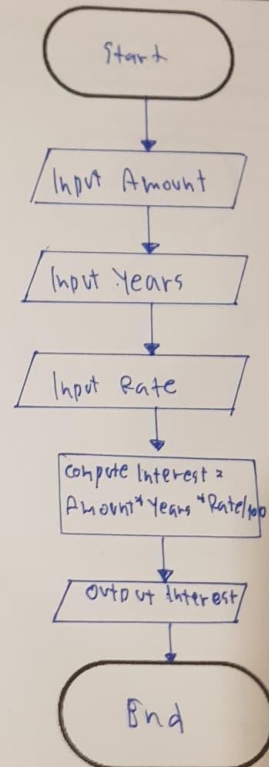 Start
Input Amount
Input Years
Input Rate
Compute Interest =
Amount*Years*Rate/100
Output Interest
End